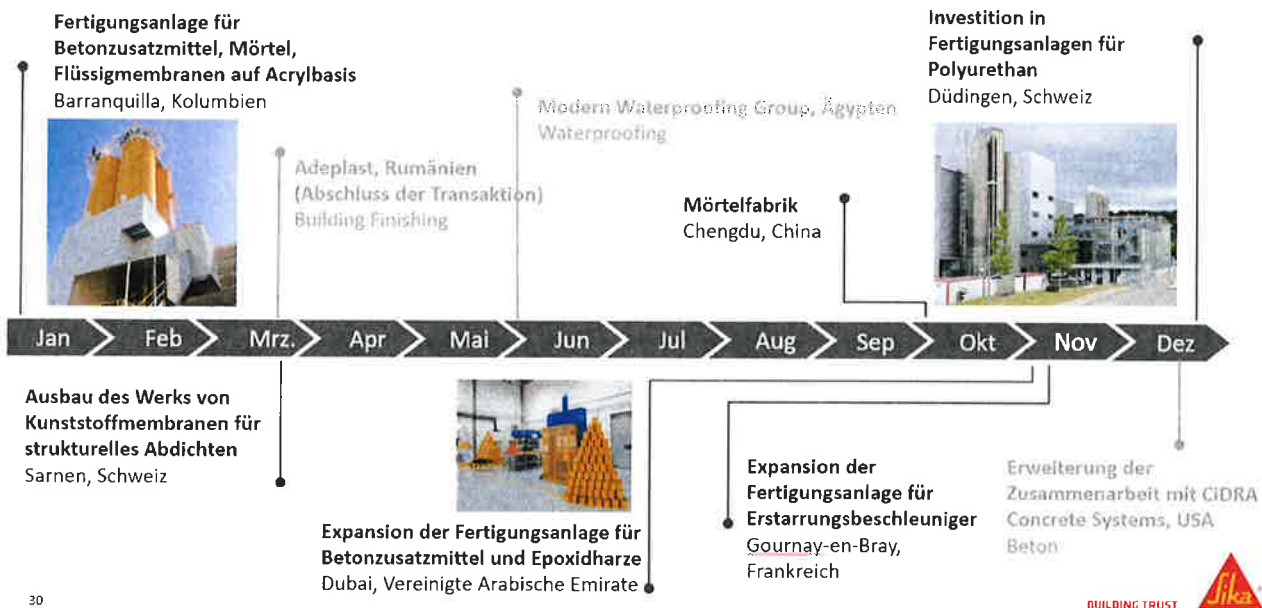 Fertigungsanlage für
Betonzusatzmittel, Mörtel,
Flüssigmembranen auf Acrylbasis
Barranquilla, Kolumbien
Adeplast, Rumänien
(Abschluss der Transaktion)
Building Finishing
Modern Waterproofing Group, Ägypten
Waterproofing
Mörtelfabrik
Chengdu, China
Investition in
Fertigungsanlagen für
Polyurethan
Düdingen, Schweiz
Jan Feb Mrz. Apr Mai Jun Jul Aug Sep Okt Nov Dez
Ausbau des Werks von
Kunststoffmembranen für
strukturelles Abdichten
Sarnen, Schweiz
Expansion der Fertigungsanlage für
Betonzusatzmittel und Epoxidharze
Dubai, Vereinigte Arabische Emirate
Expansion der
Fertigungsanlage für
Erstarrungsbeschleuniger
Gournay-en-Bray,
Frankreich
Erweiterung der
Zusammenarbeit mit CiDRA
Concrete Systems, USA
Beton
30
BUILDING TRUST
Sika®